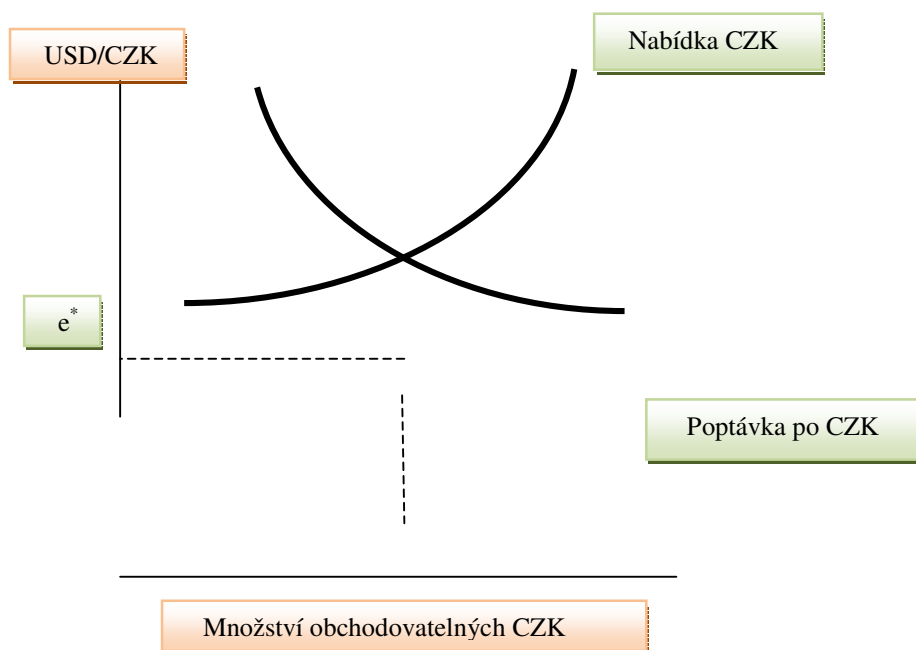 USD/CZK
Nabídka CZK
e*
Poptávka po CZK
Množství obchodovatelných CZK